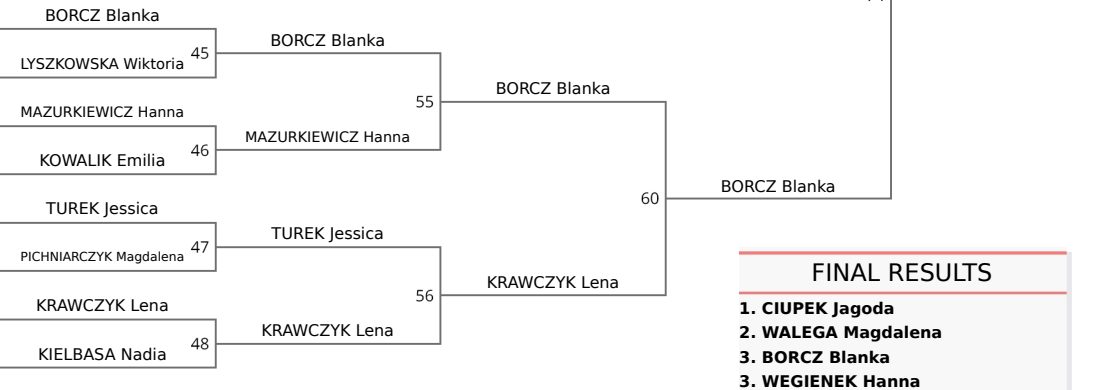 BORCZ Blanka
45
LYSZKOWSKA Wiktoria
BORCZ Blanka
MAZURKIEWICZ Hanna
46
KOWALIK Emilia
55
MAZURKIEWICZ Hanna
BORCZ Blanka
TUREK Jessica
47
PICHNIARCZYK Magdalena
TUREK Jessica
KRAWCZYK Lena
48
KIELBASA Nadia
56
KRAWCZYK Lena
KRAWCZYK Lena
60
BORCZ Blanka
FINAL RESULTS
1. CIUPEK Jagoda
2. WALEGA Magdalena
3. BORCZ Blanka
3. WEGIENEK Hanna